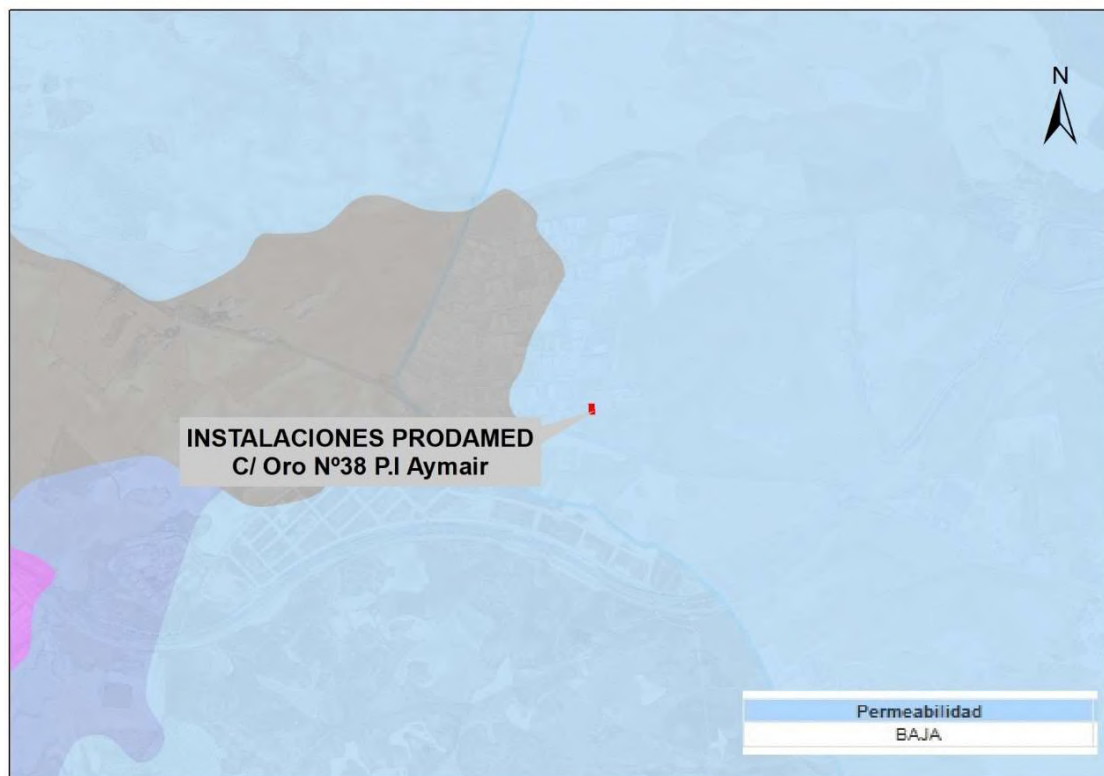 N
INSTALACIONES PRODAMED
C/ Oro Nº38 P.I Aymair
Permeabilidad
BAJA